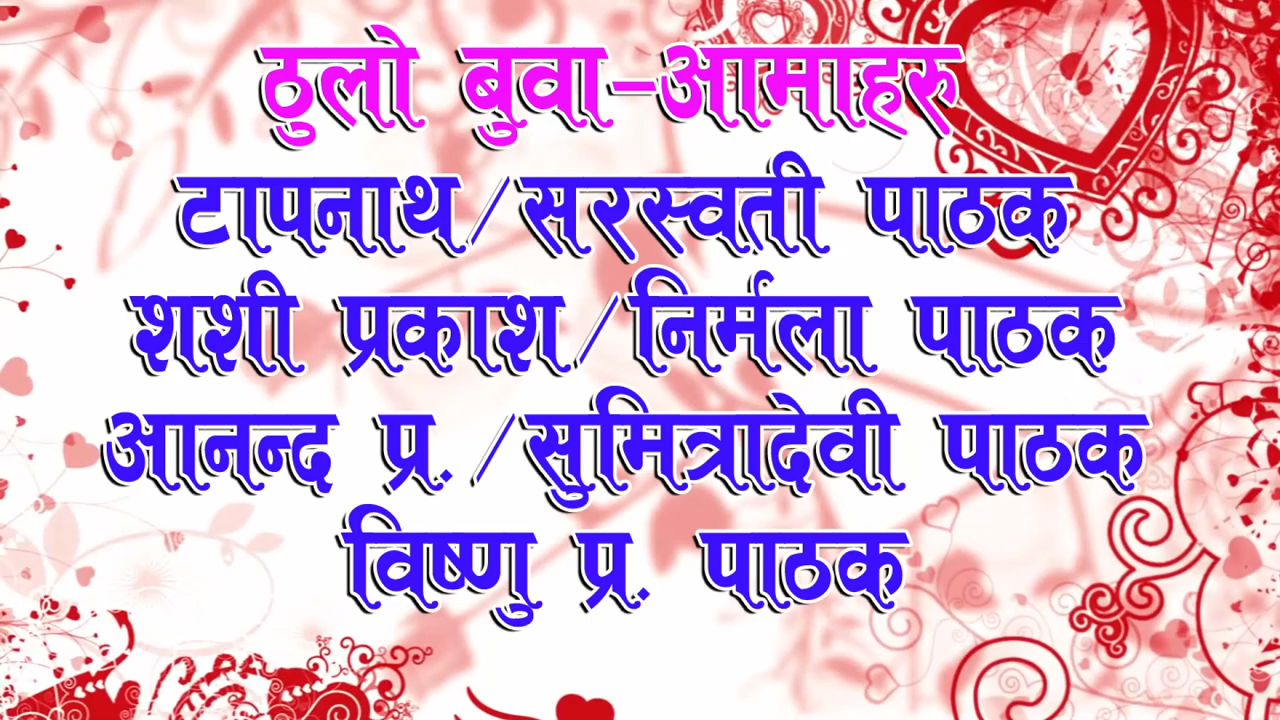 ठुलो बुवा-आमाहरु
टापनाथ/सरस्वती पाठक
शशी प्रकाश/निर्मला पाठक
आनन्द प्र./सुमित्रादेवी पाठक
विष्णु प्र. पाठक